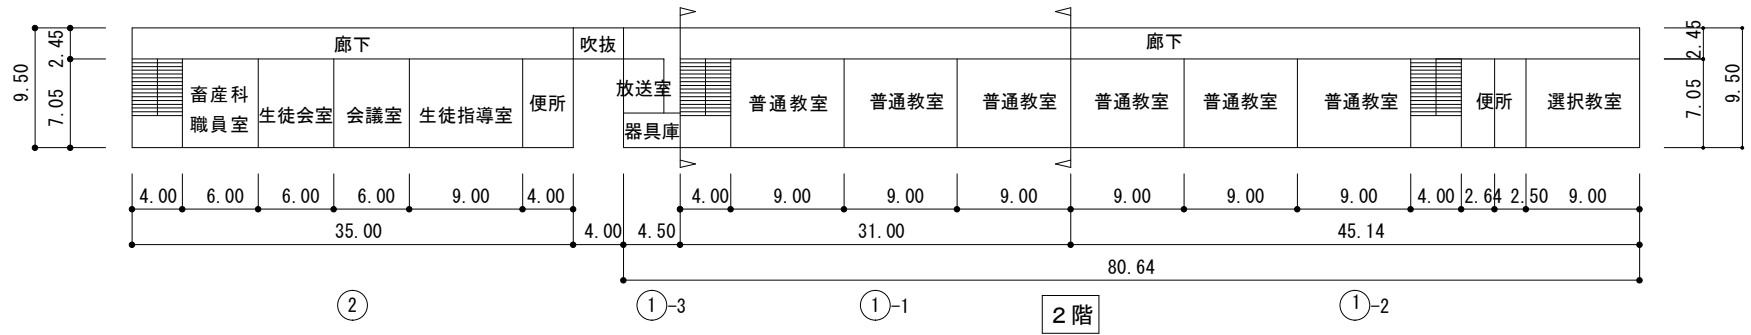 廊下 吹抜 廊下
9.50 2.45 7.05
畜産科
職員室 生徒会室 会議室 生徒指導室 便所 放送室 普通教室 普通教室 普通教室 普通教室 普通教室 普通教室 便所 選択教室
器具庫
2.45 7.05 9.50
4.00 6.00 6.00 6.00 9.00 4.00 4.00 9.00 9.00 9.00 9.00 9.00 9.00 4.00 2.64 2.50 9.00
35.00 4.00 4.50 31.00 45.14
80.64
② ①-3 ①-1 ①-2
2階